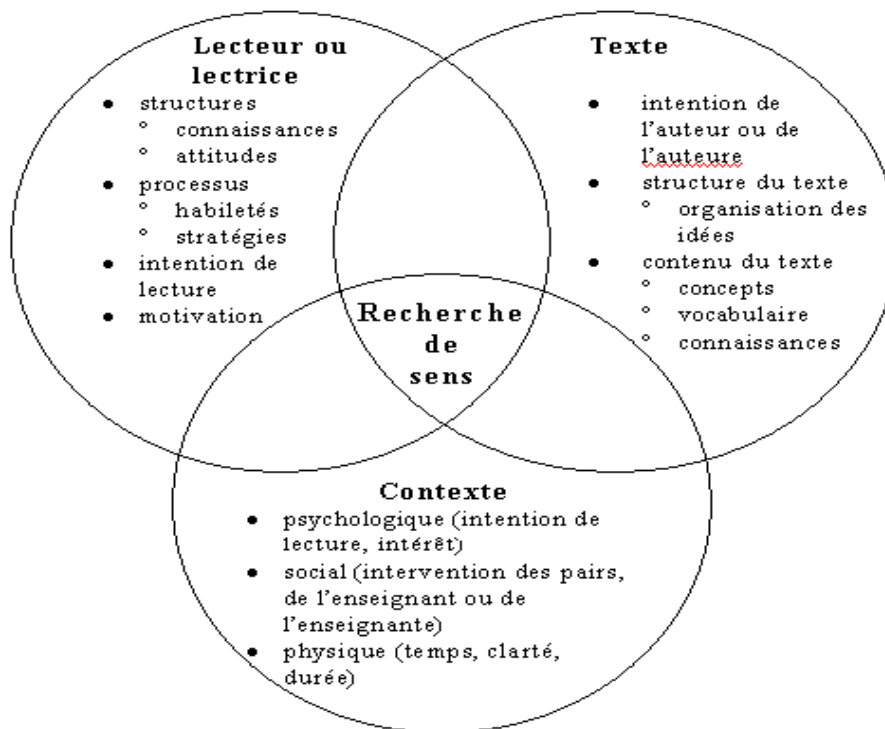 Lecteur ou
lectrice
● structures
° connaissances
° attitudes
● processus
° habiletés
° stratégies
● intention de
lecture
● motivation
Texte
● intention de
l'auteur ou de
l'auteure
● structure du texte
° organisation des
idées
● contenu du texte
° concepts
° vocabulaire
° connaissances
Recherche
de
sens
Contexte
● psychologique (intention de
lecture, intérêt)
● social (intervention des pairs,
de l'enseignant ou de
l'enseignante)
● physique (temps, clarté,
durée)